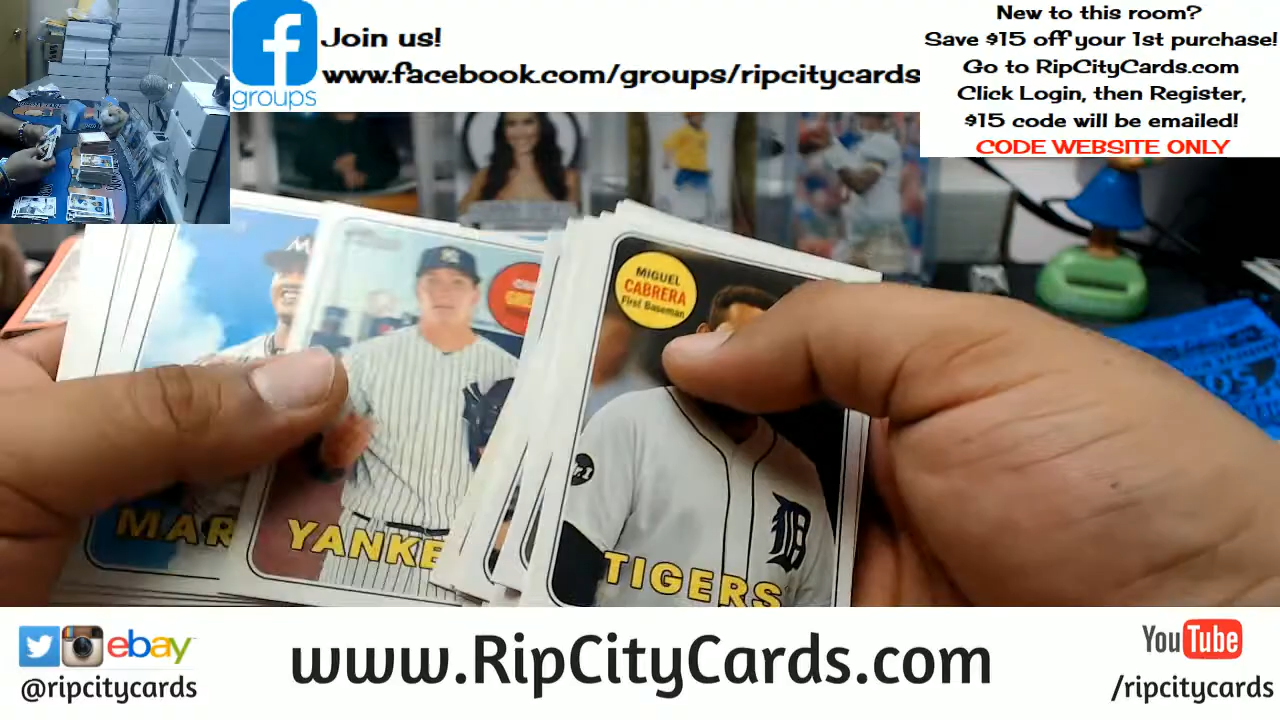 Join us!
www.facebook.com/groups/ripcitycards
groups
New to this room?
Save $15 off your 1st purchase!
Go to RipCityCards.com
Click Login, then Register,
$15 code will be emailed!
CODE WEBSITE ONLY
MIGUEL
CABRERA
First Baseman
MAR
YANKE
TIGERS
ebay
@ripcitycards
www.RipCityCards.com
YouTube
/ripcitycards